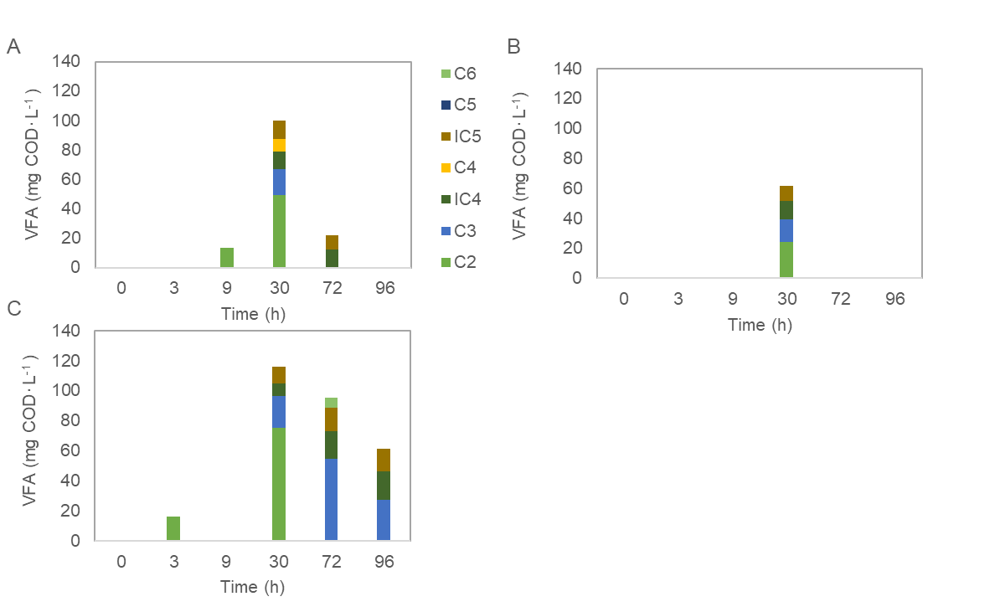 A
VFA (mg COD· L-1 )
140
120
100
80
60
40
20
0
0 3 9 30 72 96
Time (h)
C6
C5
IC5
C4
IC4
C3
C2
B
VFA (mg COD· L-1)
140
120
100
80
60
40
20
0
0 3 9 30 72 96
Time (h)
C
VFA (mg COD· L-1 )
140
120
100
80
60
40
20
0
0 3 9 30 72 96
Time (h)